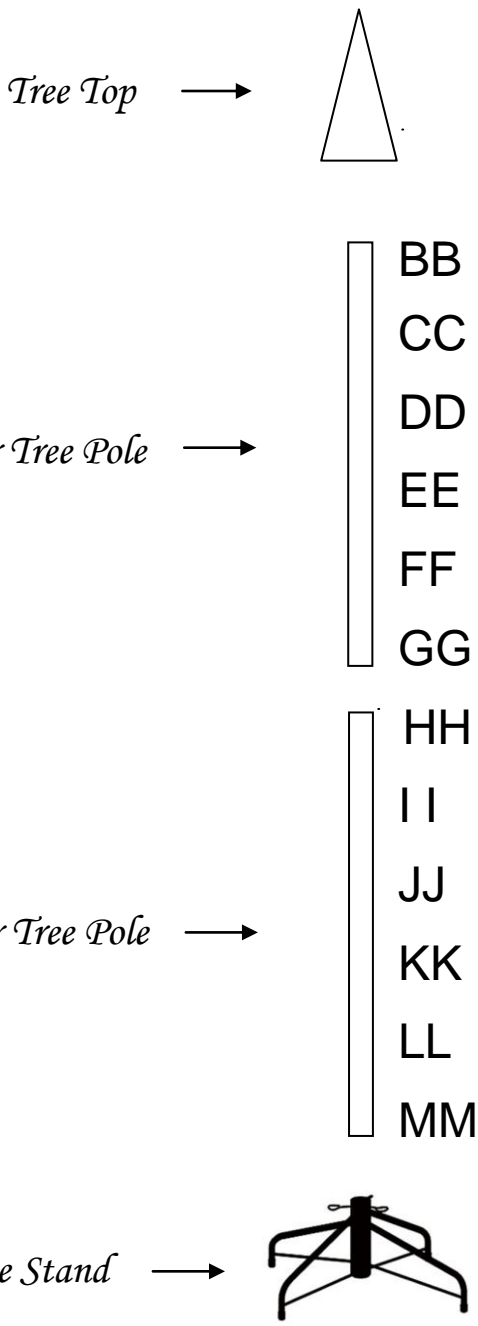 Tree Top
BB
CC
DD
r Tree Pole
EE
FF
GG
HH
I I
JJ
r Tree Pole
KK
LL
MM
e Stand